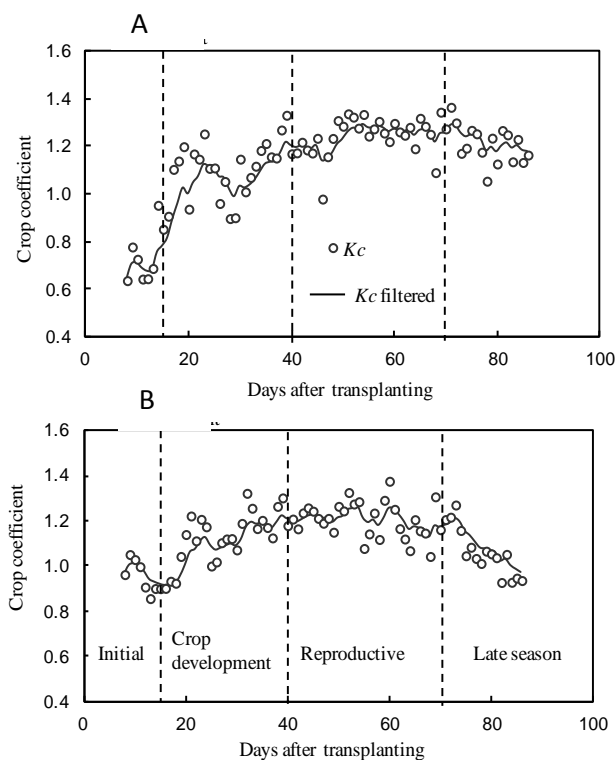 A
1.6
1.4
1.2
1.0
0.8
0.6
0.4
Crop coefficient
Kc
Kc filtered
0 20 40 60 80 100
Days after transplanting
B
1.6
1.4
1.2
1.0
0.8
0.6
0.4
Crop coefficient
Initial
Crop development
Reproductive
Late season
0 20 40 60 80 100
Days after transplanting